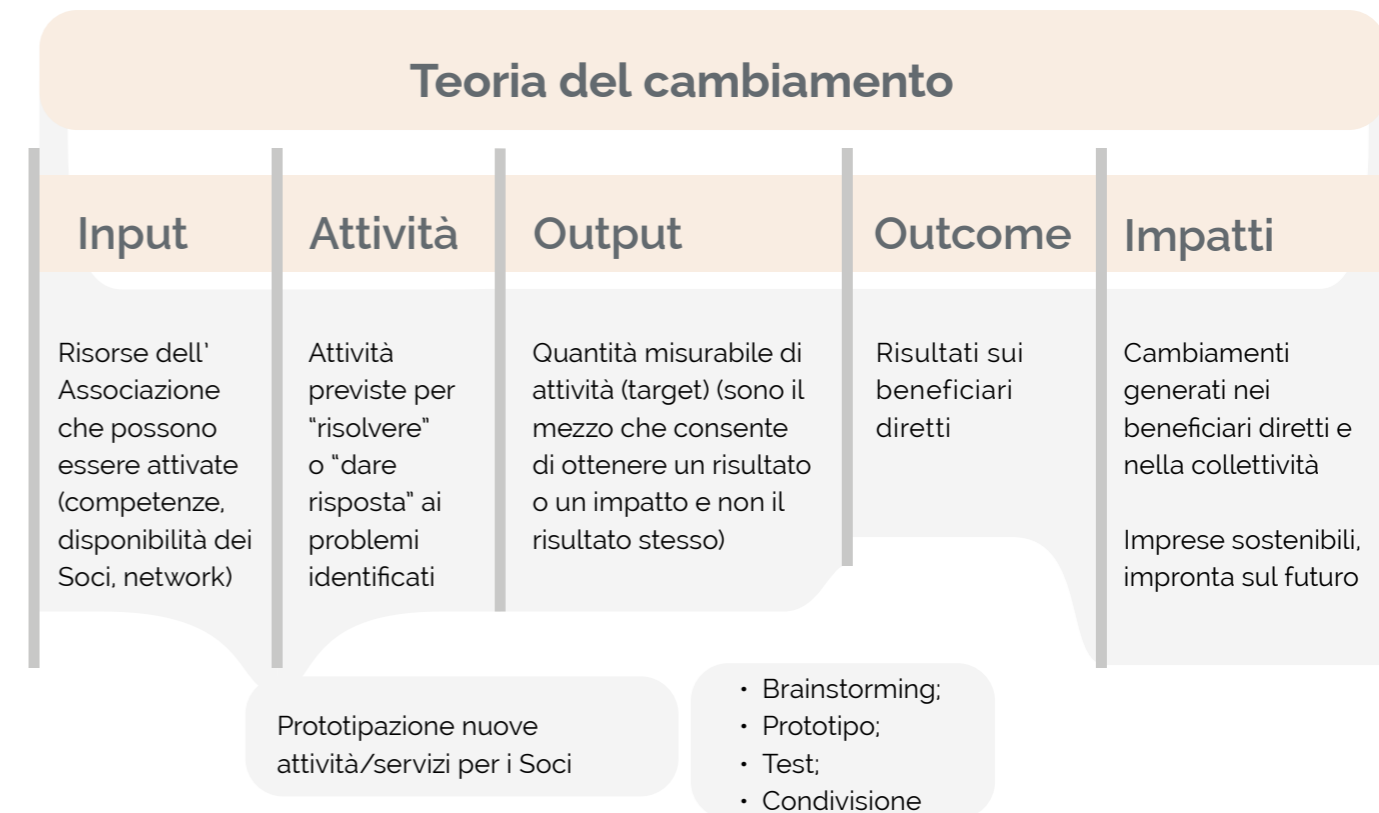 Teoria del cambiamento
Input
Attività
Output
Outcome
Impatti
Risorse dell'
Associazione
che possono
essere attivate
(competenze,
disponibilità dei
Soci, network)
Attività
previste per
“risolvere”
o “dare
risposta” ai
problemi
identificati
Quantità misurabile di
attività (target) (sono il
mezzo che consente
di ottenere un risultato
o un impatto e non il
risultato stesso)
Risultati sui
beneficiari
diretti
Cambiamenti
generati nei
beneficiari diretti e
nella collettività
Imprese sostenibili,
impronta sul futuro
Prototipazione nuove
attività/servizi per i Soci
• Brainstorming;
• Prototipo;
• Test;
• Condivisione